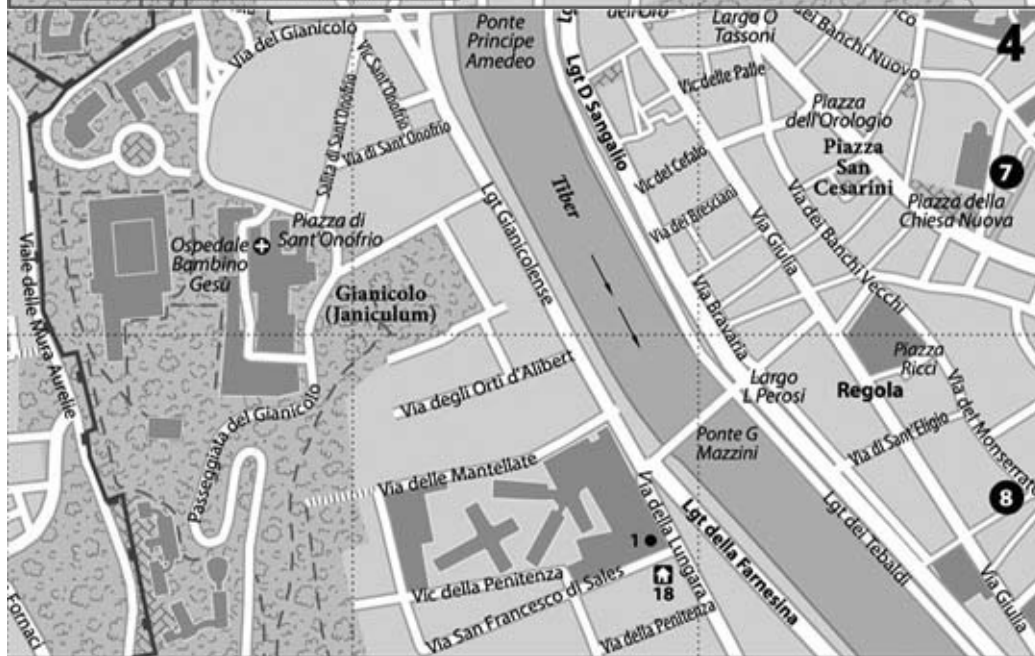 Via del Gianicolo
Ponte
Principe
Amedeo
dell'Oro
Largo O
Tassoni
dei Banchi Nuovo
4
Vic Sant'Onofrio
Lgt D Sangallo
Vic delle Palle
Piazza
dell'Orologio
Salita di Sant'Onofrio
Via di Sant'Onofrio
Tiber
Vic del Cefalo
Piazza
San
Cesarini
7
Via dei Bresciani
Piazza della
Chiesa Nuova
Viale delle Mura Aurelie
Ospedale
Bambino
Gesù
Piazza di
Sant'Onofrio
Lgt Gianicolense
Via Giulia
Via dei Banchi Vecchi
Gianicolo
(Janiculum)
Via Bravaria
Piazza
Ricci
Via degli Orti d'Alibert
Largo
L Perosi
Regola
Passeggiata del Gianicolo
Via del Monserrato
Ponte G
Mazzini
Via di Sant'Eligio
Via delle Mantellate
8
1
Via della Lungara
Lgt della Farnesina
Lgt dei Tebaldi
Vic della Penitenza
18
Via San Francesco di Sales
Via della Penitenza
Via Giulia
Fornaci